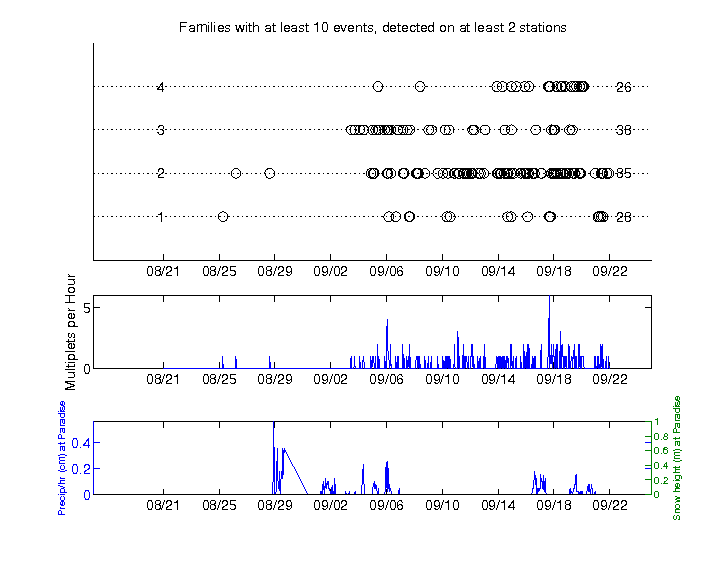 Families with at least 10 events, detected on at least 2 stations
4 26
3 38
2 85
1 28
08/21 08/25 08/29 09/02 09/06 09/10 09/14 09/18 09/22
Multiplets per Hour
5
0
08/21 08/25 08/29 09/02 09/06 09/10 09/14 09/18 09/22
Precip/hr (cm) at Paradise
0.4
0.2
0
1
0.8
0.6
0.4
0.2
0
Snow height (m) at Paradise
08/21 08/25 08/29 09/02 09/06 09/10 09/14 09/18 09/22